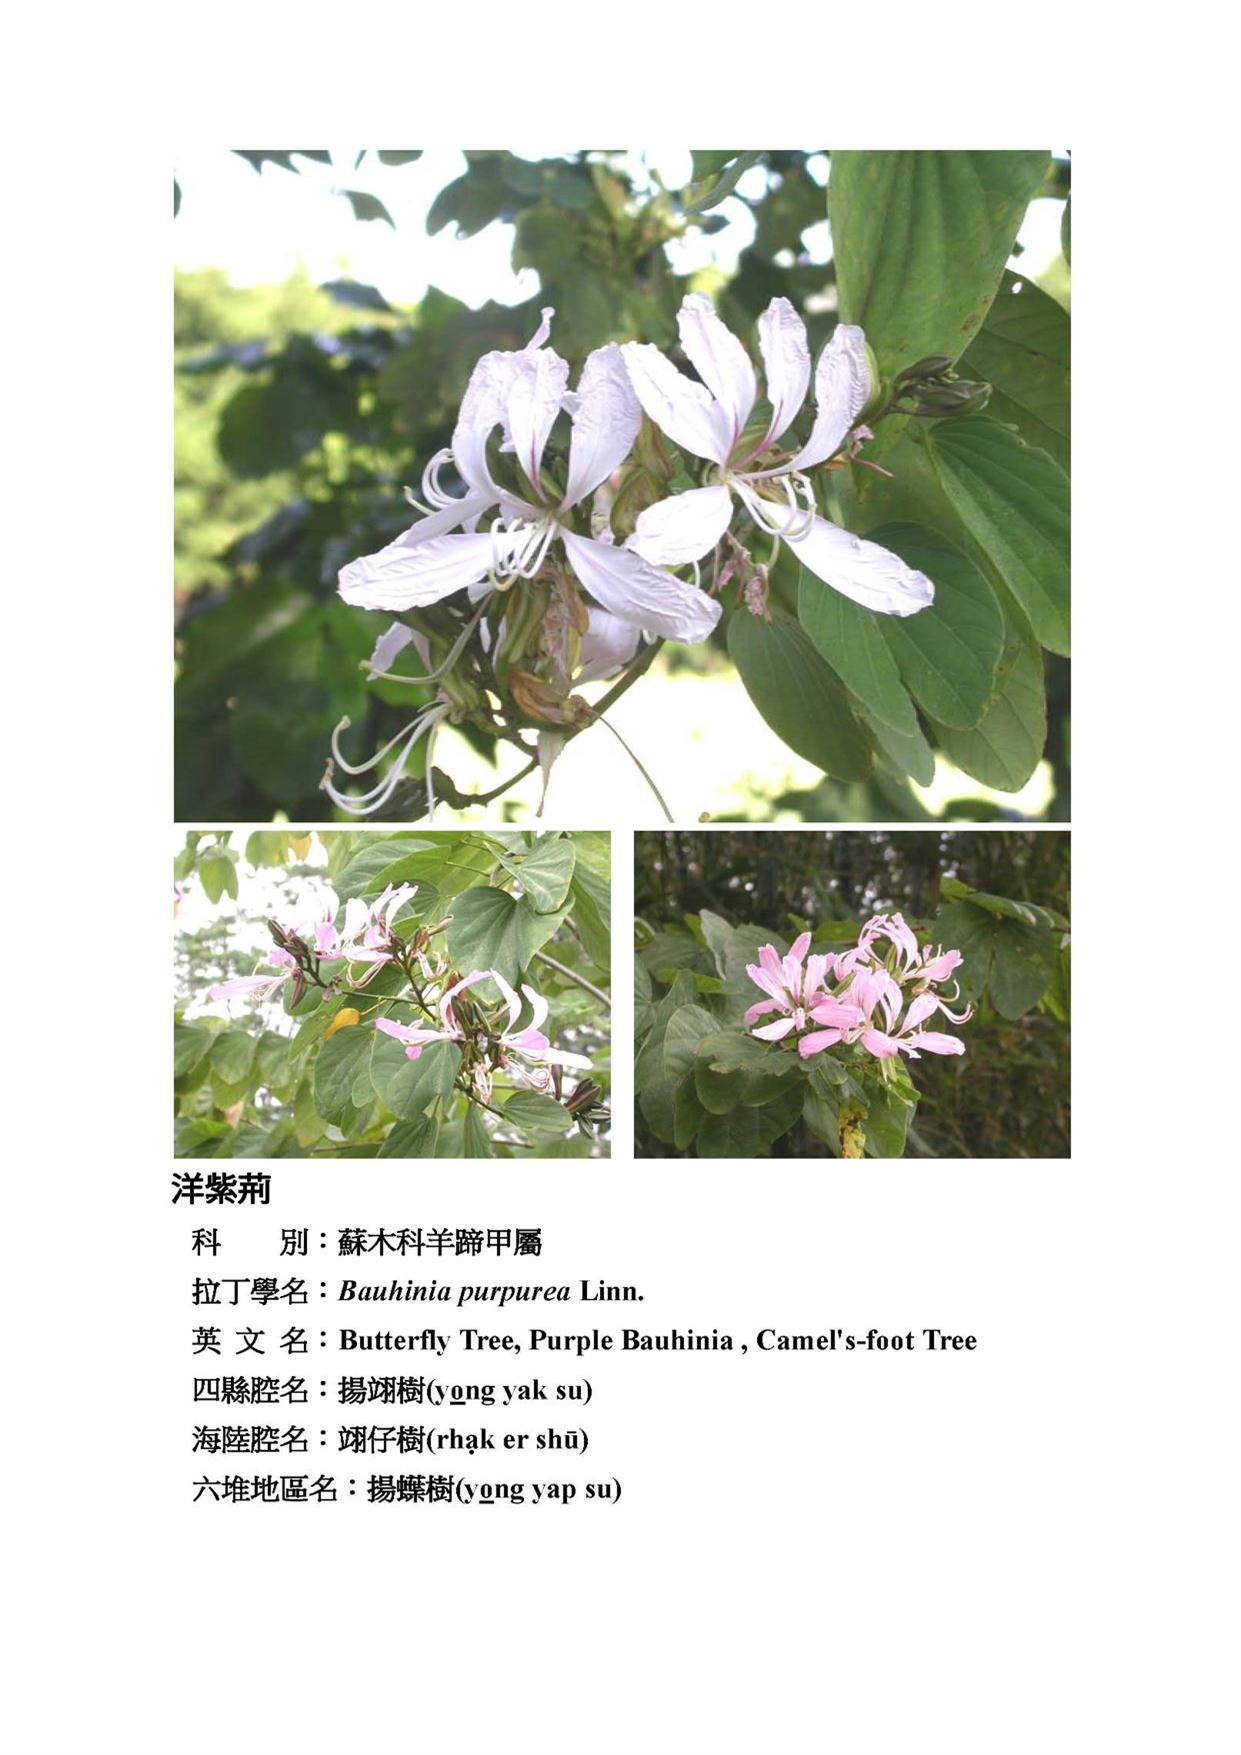 洋紫荊
科　　別：蘇木科羊蹄甲屬
拉丁學名：Bauhinia purpurea Linn.
英 文 名：Butterfly Tree, Purple Bauhinia , Camel's-foot Tree
四縣腔名：揚翊樹(yong yak su)
海陸腔名：翊仔樹(rha̤k er shū)
六堆地區名：揚蝶樹(yong yap su)